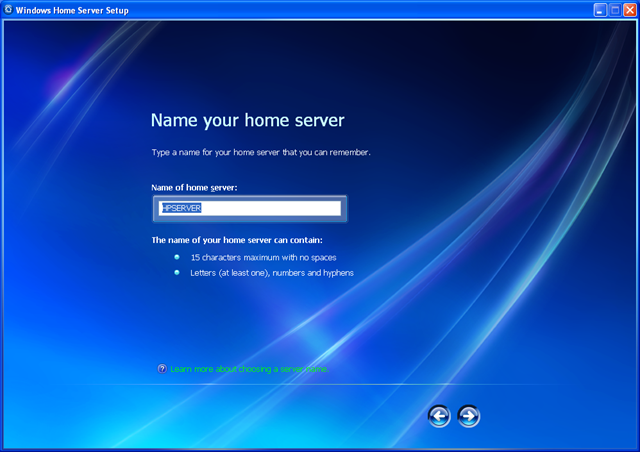 Windows Home Server Setup
Name your home server
Type a name for your home server that you can remember.
Name of home server:
HPSERVER
The name of your home server can contain:
15 characters maximum with no spaces
Letters (at least one), numbers and hyphens
Learn more about choosing a server name.